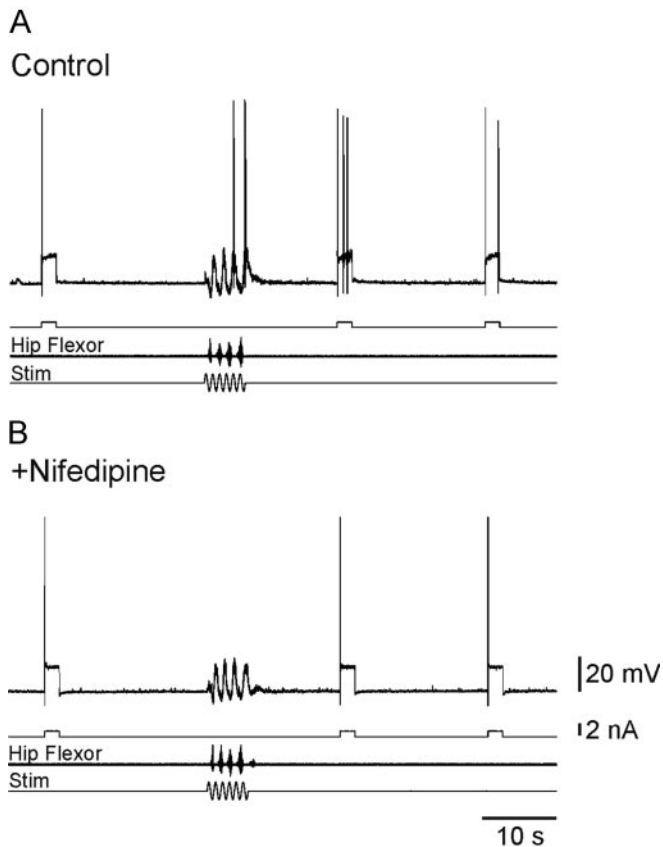 A
Control
Hip Flexor
Stim
B
+Nifedipine
20 mV
2 nA
Hip Flexor
Stim
10 s